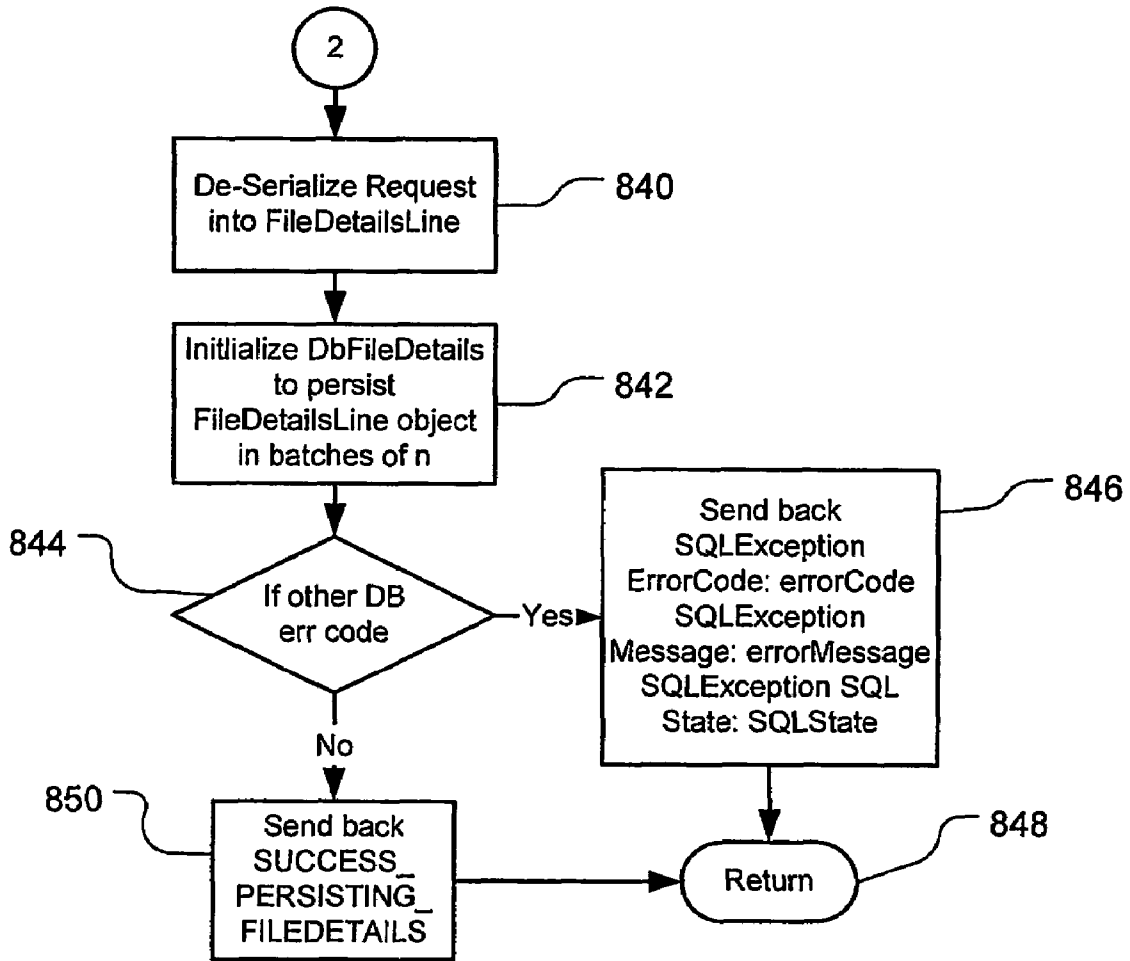 2
De-Serialize Request
into FileDetailsLine
840
Initlialize DbFileDetails
to persist
FileDetailsLine object
in batches of n
842
844
If other DB
err code
Yes
Send back
SQLException
ErrorCode: errorCode
SQLException
Message: errorMessage
SQLException SQL
State: SQLState
846
No
850
Send back
SUCCESS_
PERSISTING_
FILEDETAILS
Return
848